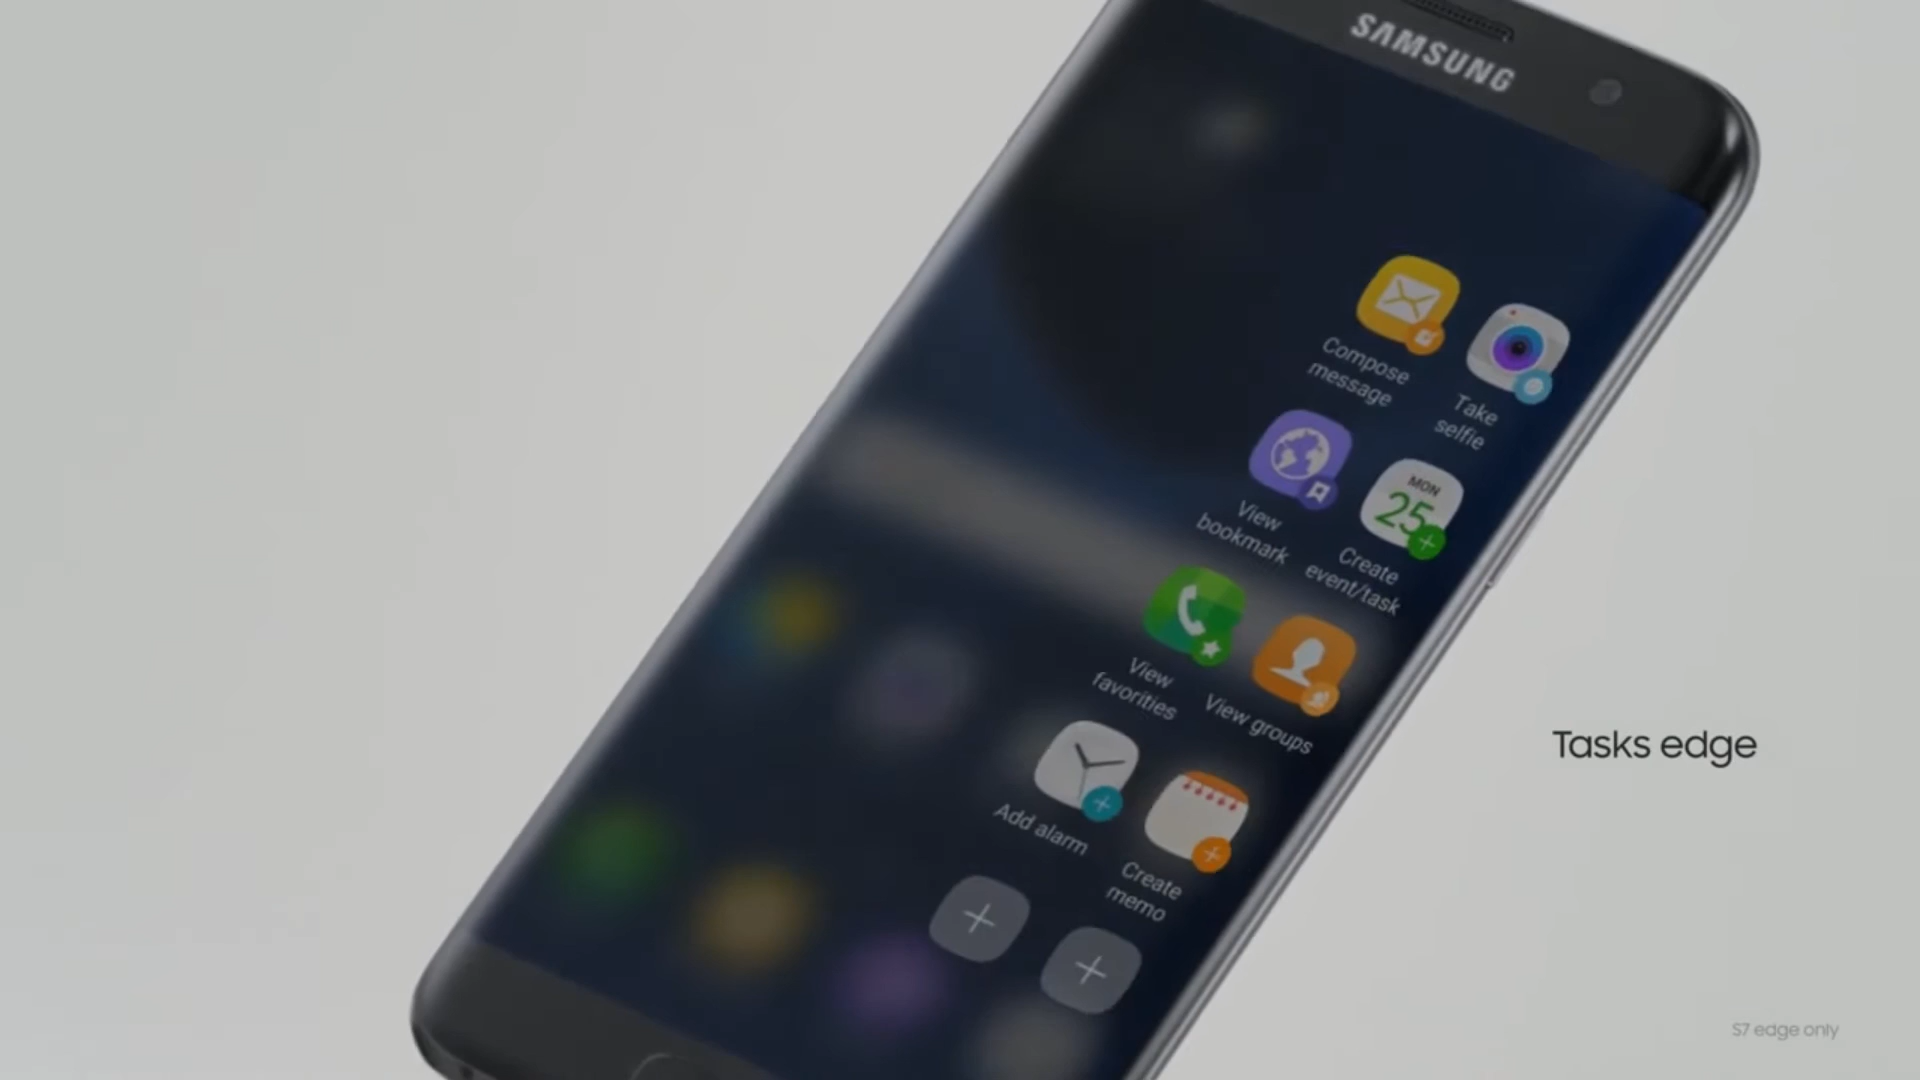 SAMSUNG
Compose
message
Take
selfie
View
bookmark
MON
25
Create
event/task
View
favorites
View groups
Add alarm
Create
memo
Tasks edge
S7 edge only